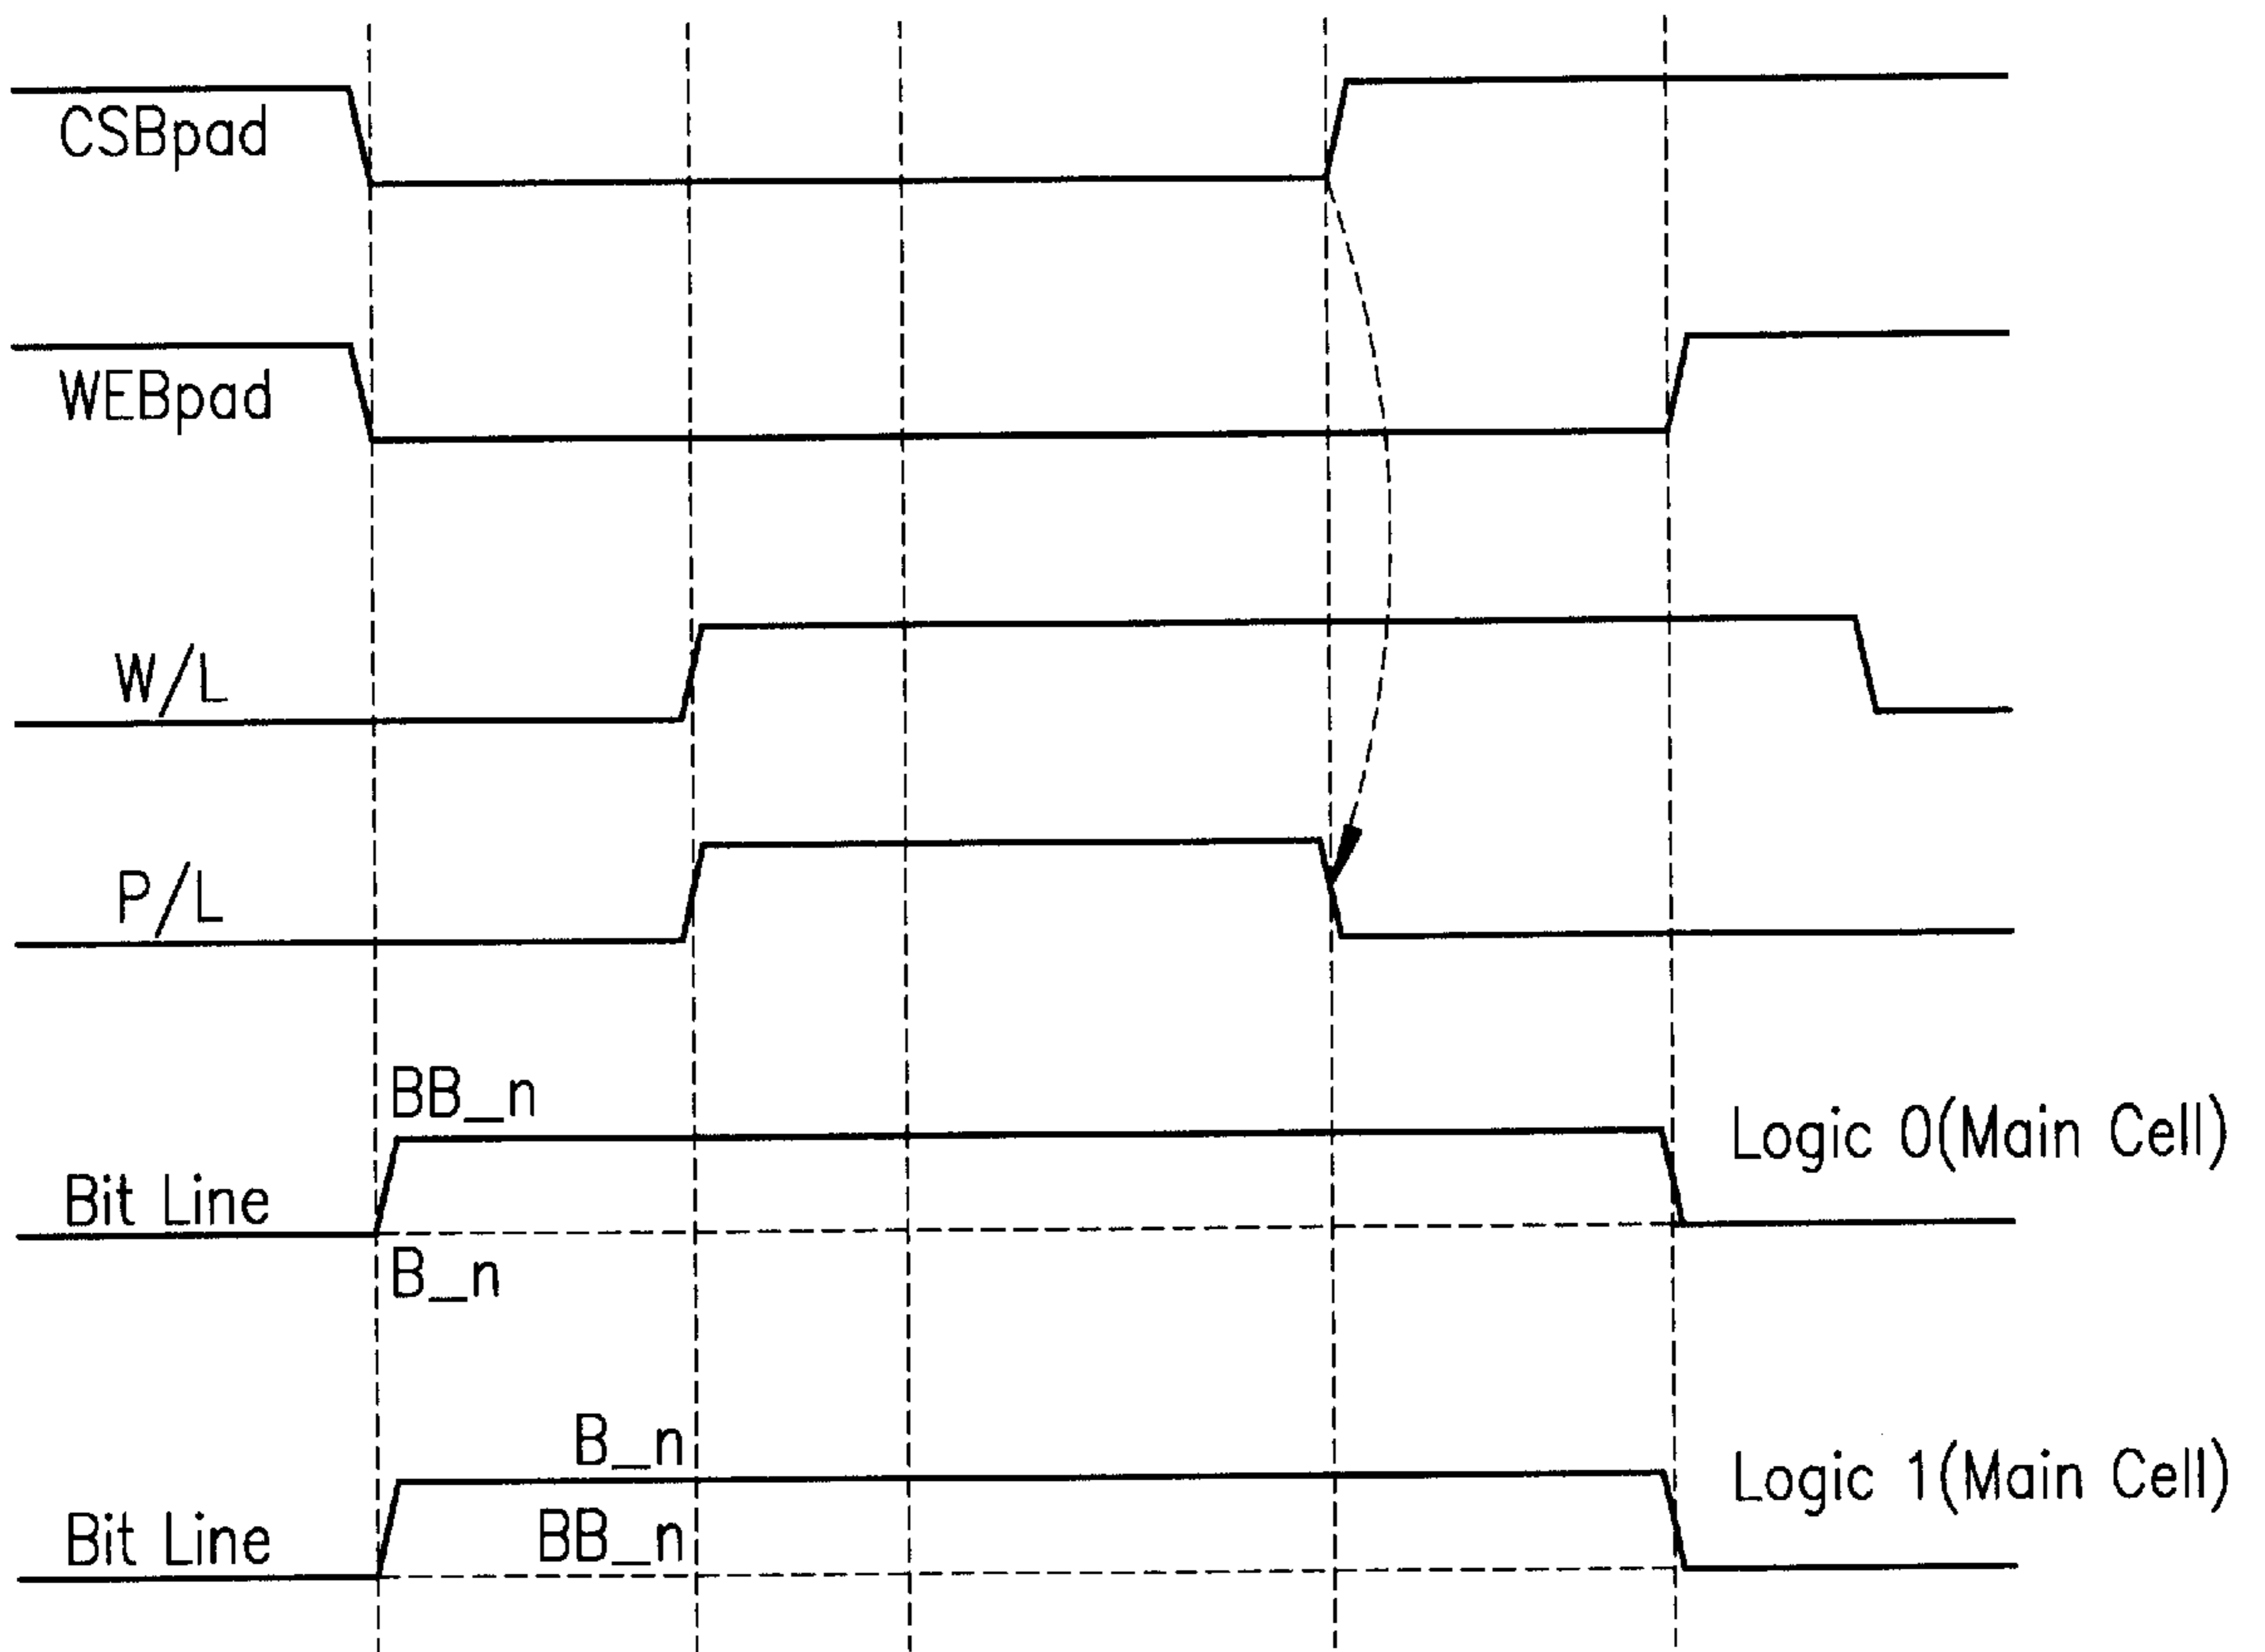 CSBpad
WEBpad
W/L
P/L
BB_n
Logic 0(Main Cell)
Bit Line
B_n
B_n
Logic 1(Main Cell)
Bit Line
BB_n